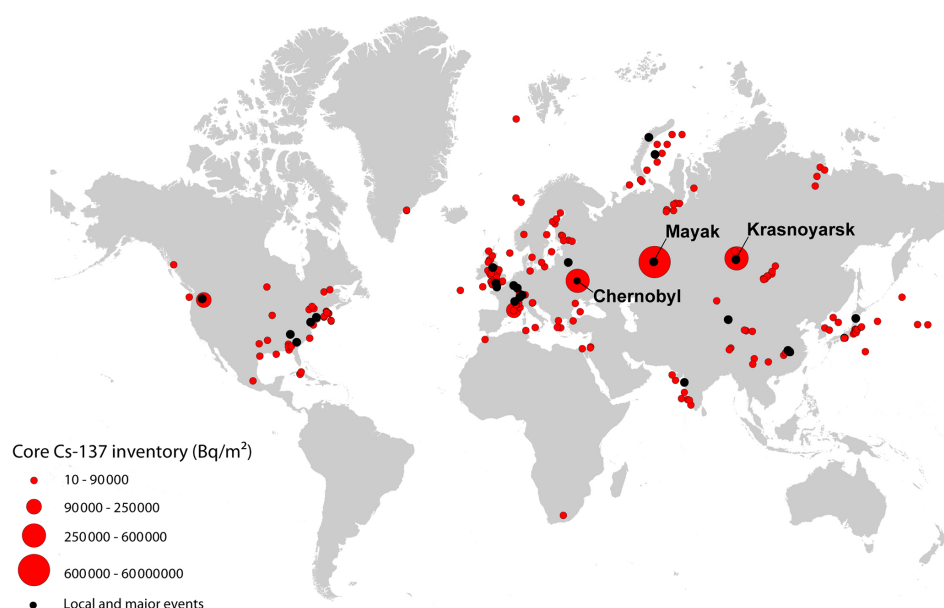 Mayak
Krasnoyarsk
Chernobyl
Core Cs-137 inventory (Bq/m²)
10 - 90000
90000 - 250000
250000 - 600000
600000 - 60000000
Local and major events